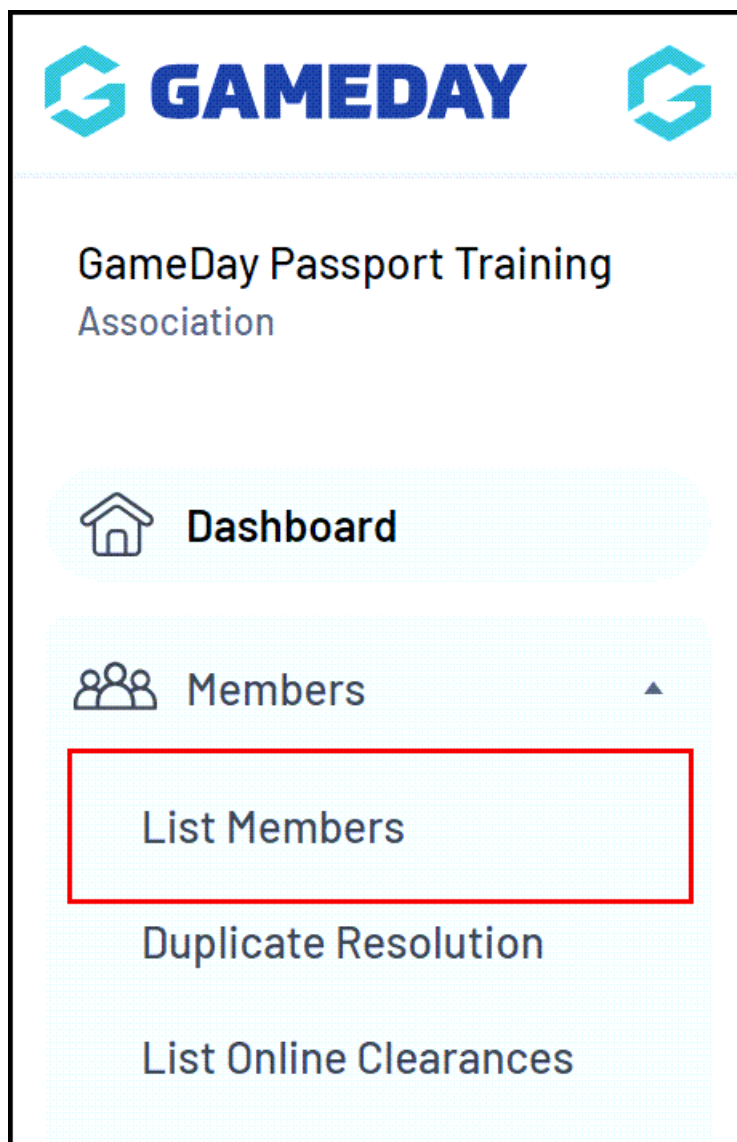 GAMEDAY
GameDay Passport Training
Association
Dashboard
Members
List Members
Duplicate Resolution
List Online Clearances